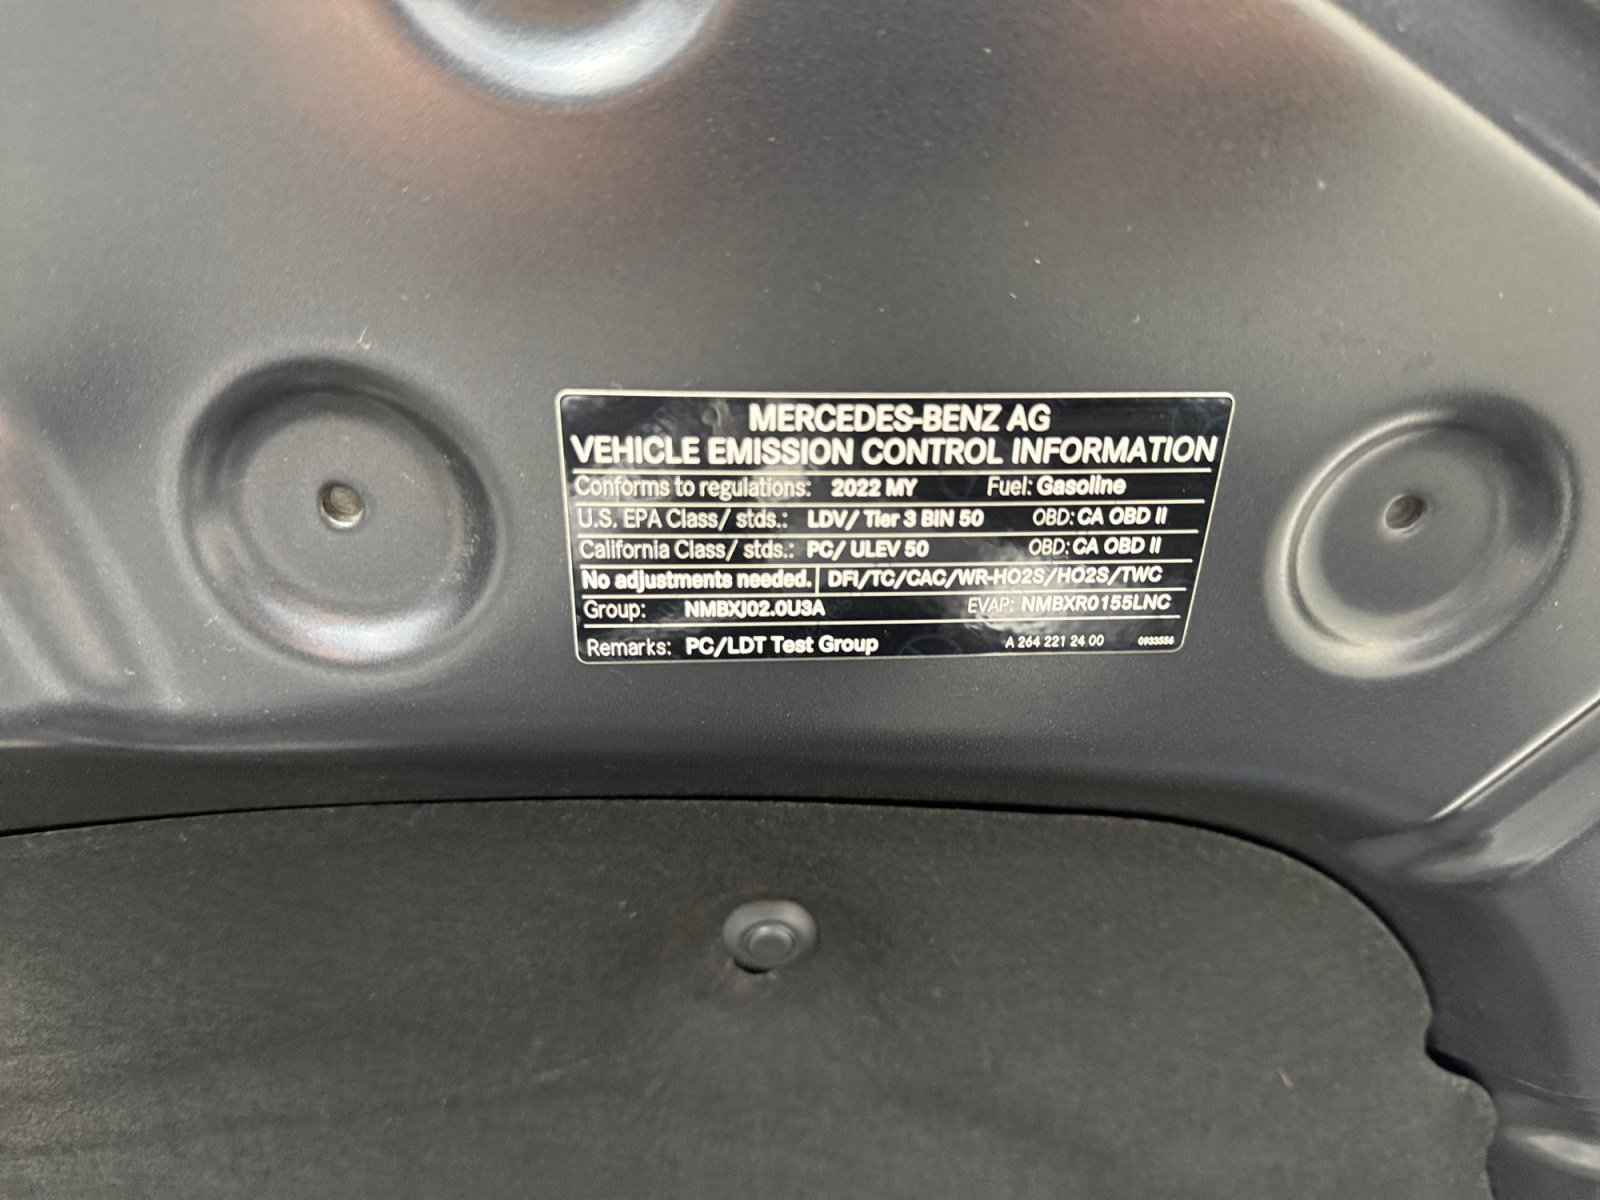 MERCEDES-BENZ AG
VEHICLE EMISSION CONTROL INFORMATION
Conforms to regulations: 2022 MY Fuel: Gasoline
U.S. EPA Class/ stds.: LDV/ Tier 3 BIN 50 OBD: CA OBD II
California Class/ stds.: PC/ ULEV 50 OBD: CA OBD II
No adjustments needed. DFI/TC/CAC/WR-HO2S/HO2S/TWC
Group: NMBXJ02.0U3A EVAP: NMBXR0155LNC
Remarks: PC/LDT Test Group A 264 221 24 00 0933556